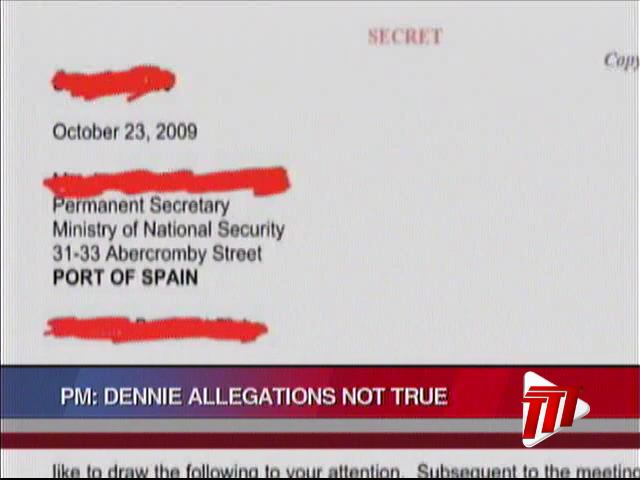 SECRET
Copy
October 23, 2009
Permanent Secretary
Ministry of National Security
31-33 Abercromby Street
PORT OF SPAIN
PM: DENNIE ALLEGATIONS NOT TRUE
like to draw the following to your attention. Subsequent to the meeting